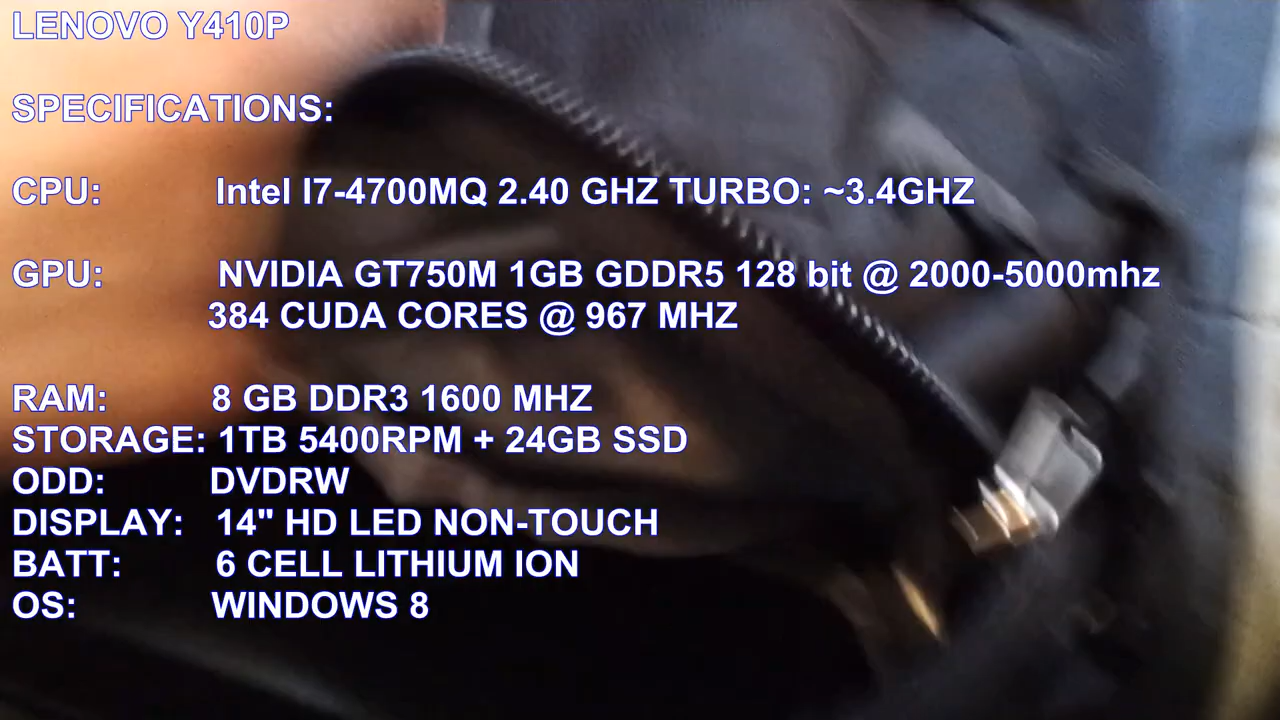 LENOVO Y410P
SPECIFICATIONS:
CPU: Intel I7-4700MQ 2.40 GHZ TURBO: ~3.4GHZ
GPU: NVIDIA GT750M 1GB GDDR5 128 bit @ 2000-5000mhz
384 CUDA CORES @ 967 MHZ
RAM: 8 GB DDR3 1600 MHZ
STORAGE: 1TB 5400RPM + 24GB SSD
ODD: DVDRW
DISPLAY: 14" HD LED NON-TOUCH
BATT: 6 CELL LITHIUM ION
OS: WINDOWS 8